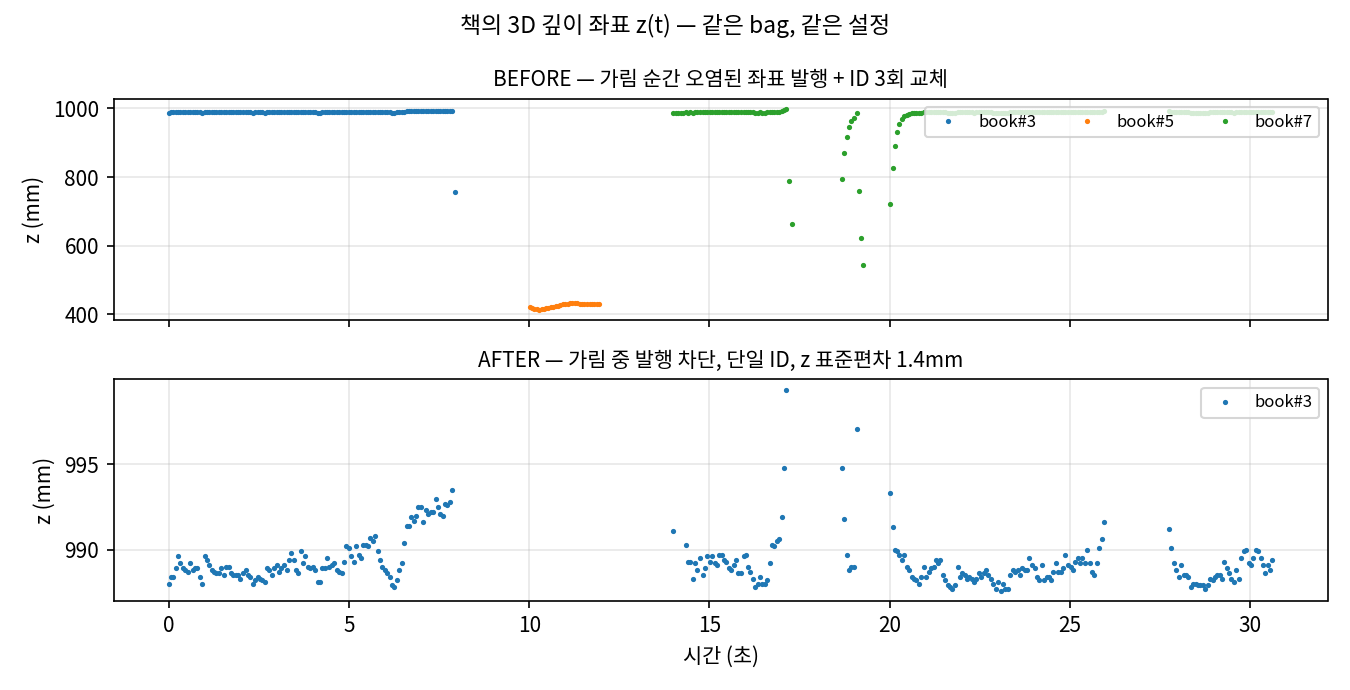 책의 3D 깊이 좌표 z(t) — 같은 bag, 같은 설정
BEFORE — 가림 순간 오염된 좌표 발행 + ID 3회 교체
1000
800
600
400
z (mm)
book#3 book#5 book#7
AFTER — 가림 중 발행 차단, 단일 ID, z 표준편차 1.4mm
995
990
z (mm)
book#3
0 5 10 15 20 25 30
시간 (초)